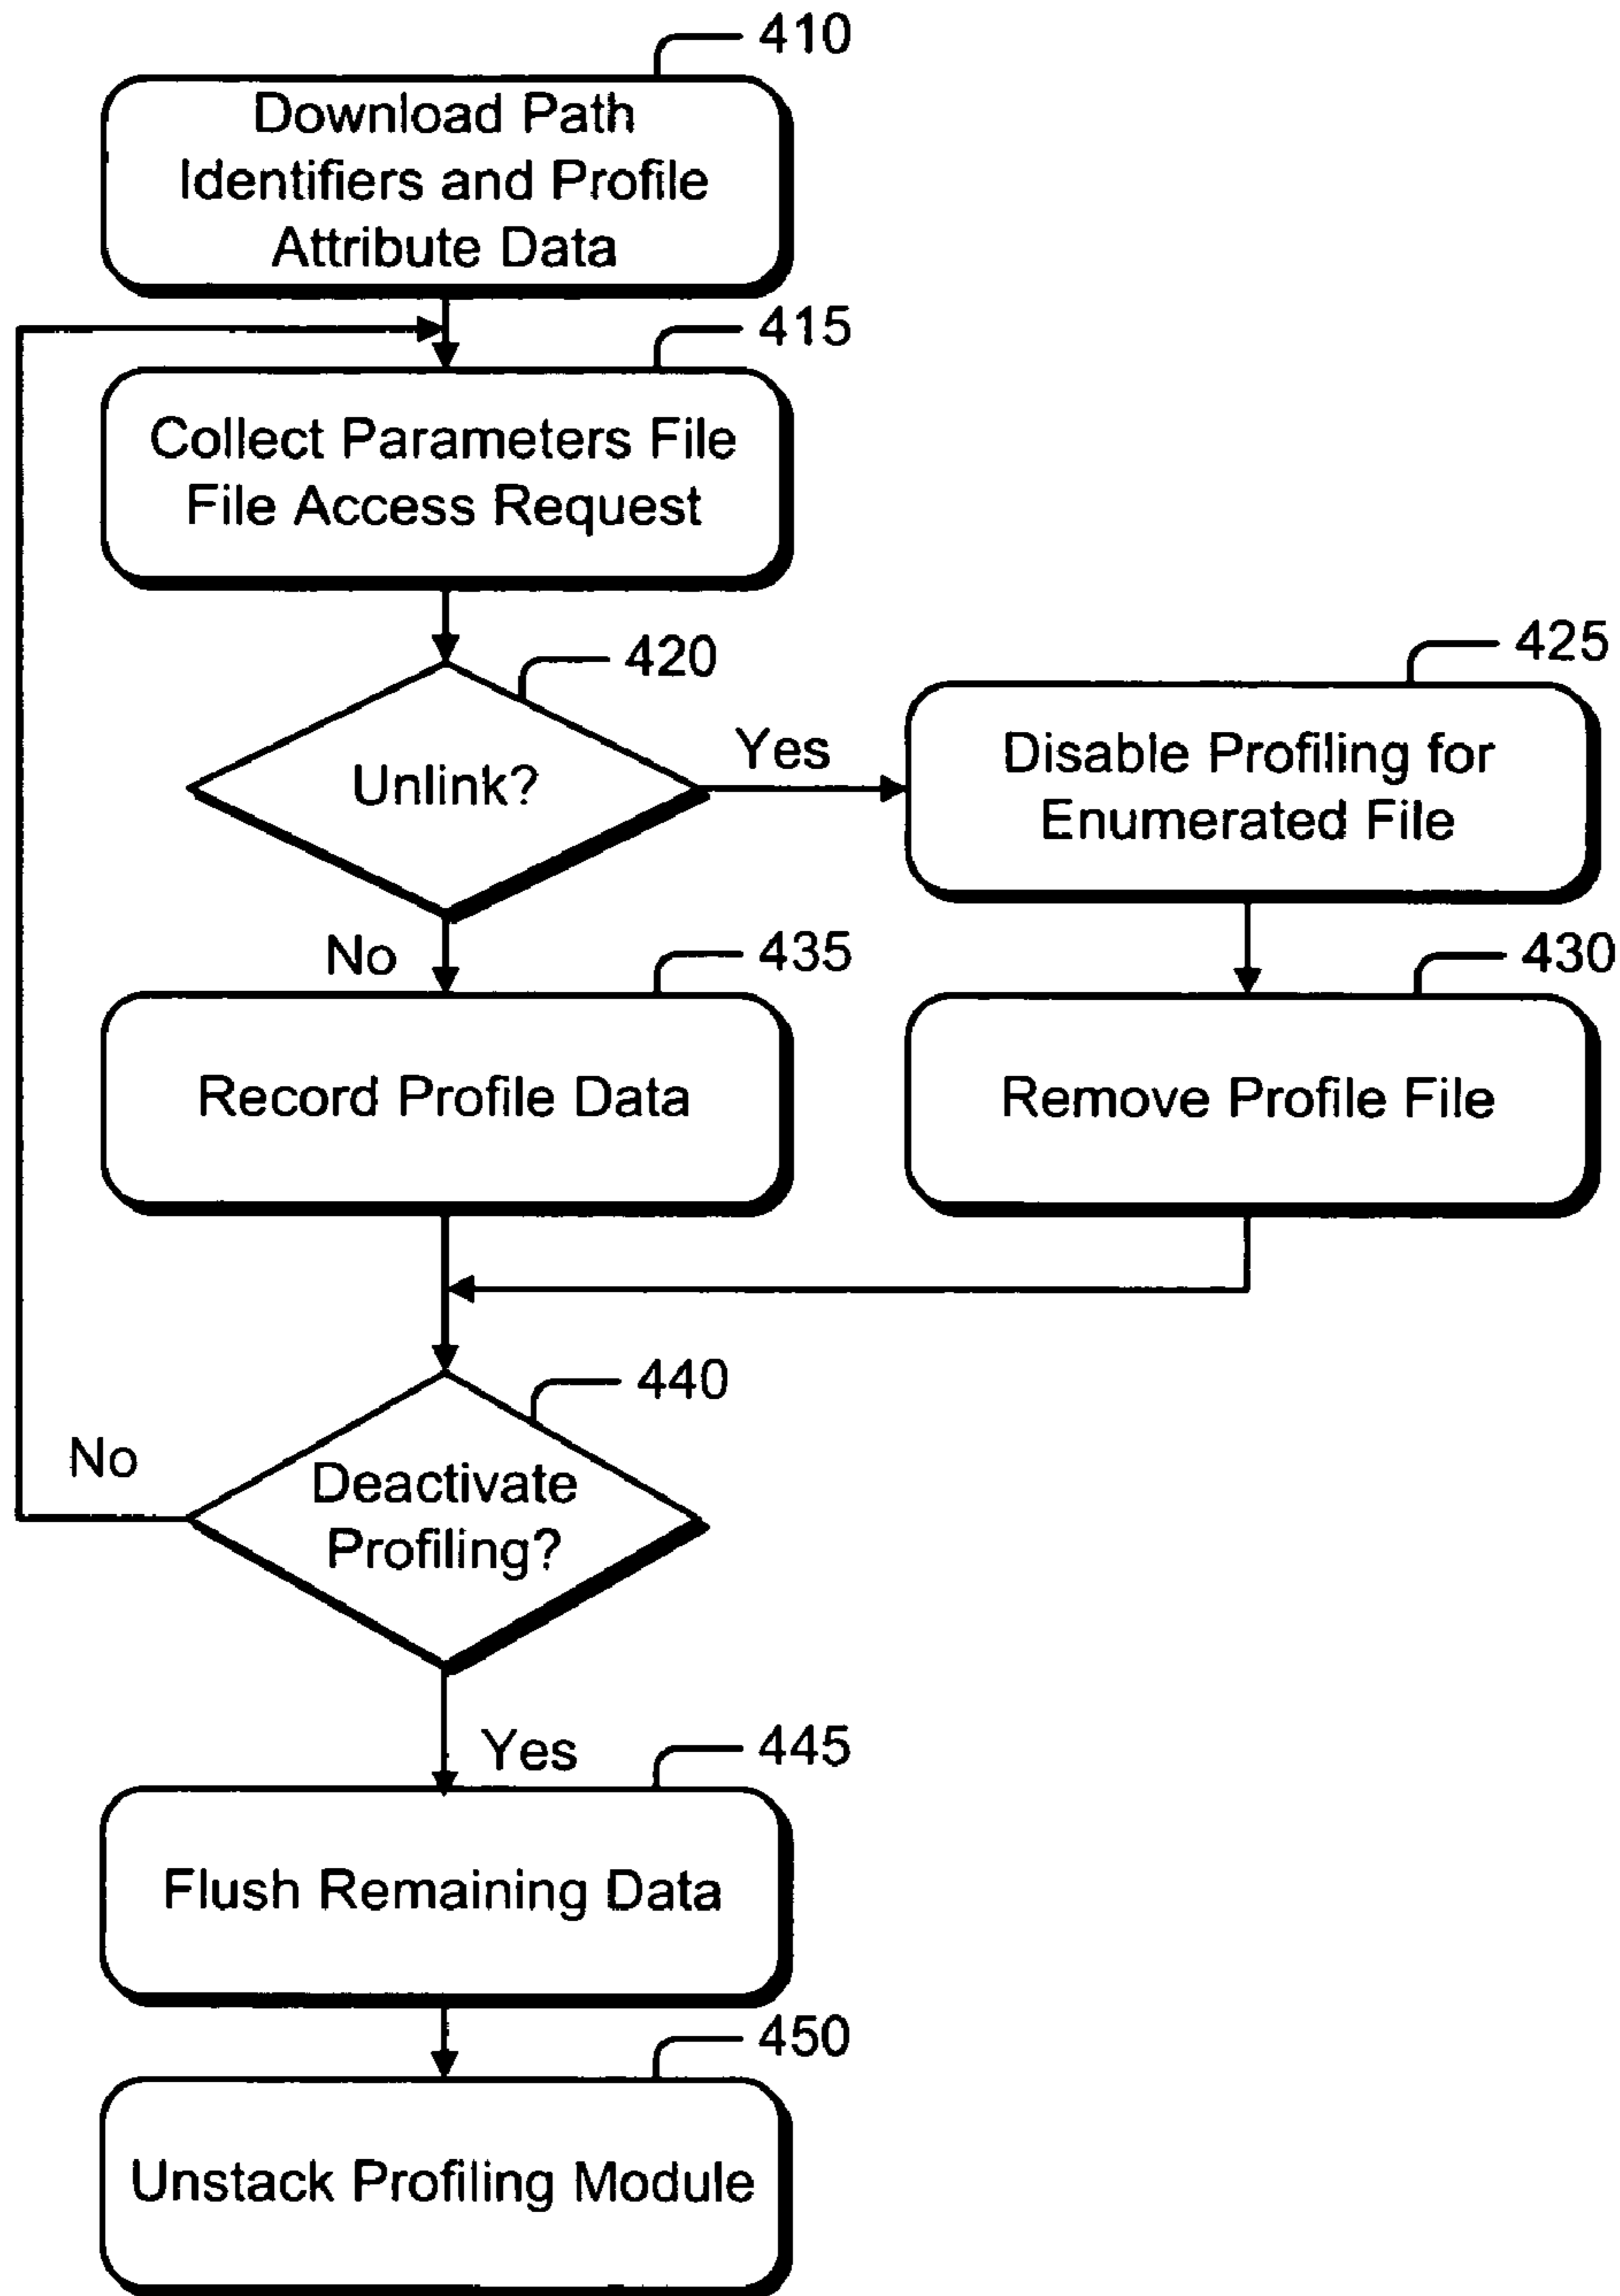 410
Download Path
Identifiers and Profile
Attribute Data
415
Collect Parameters File
File Access Request
420
Unlink?
Yes
425
Disable Profiling for
Enumerated File
No
435
Record Profile Data
430
Remove Profile File
440
No
Deactivate
Profiling?
Yes
445
Flush Remaining Data
450
Unstack Profiling Module